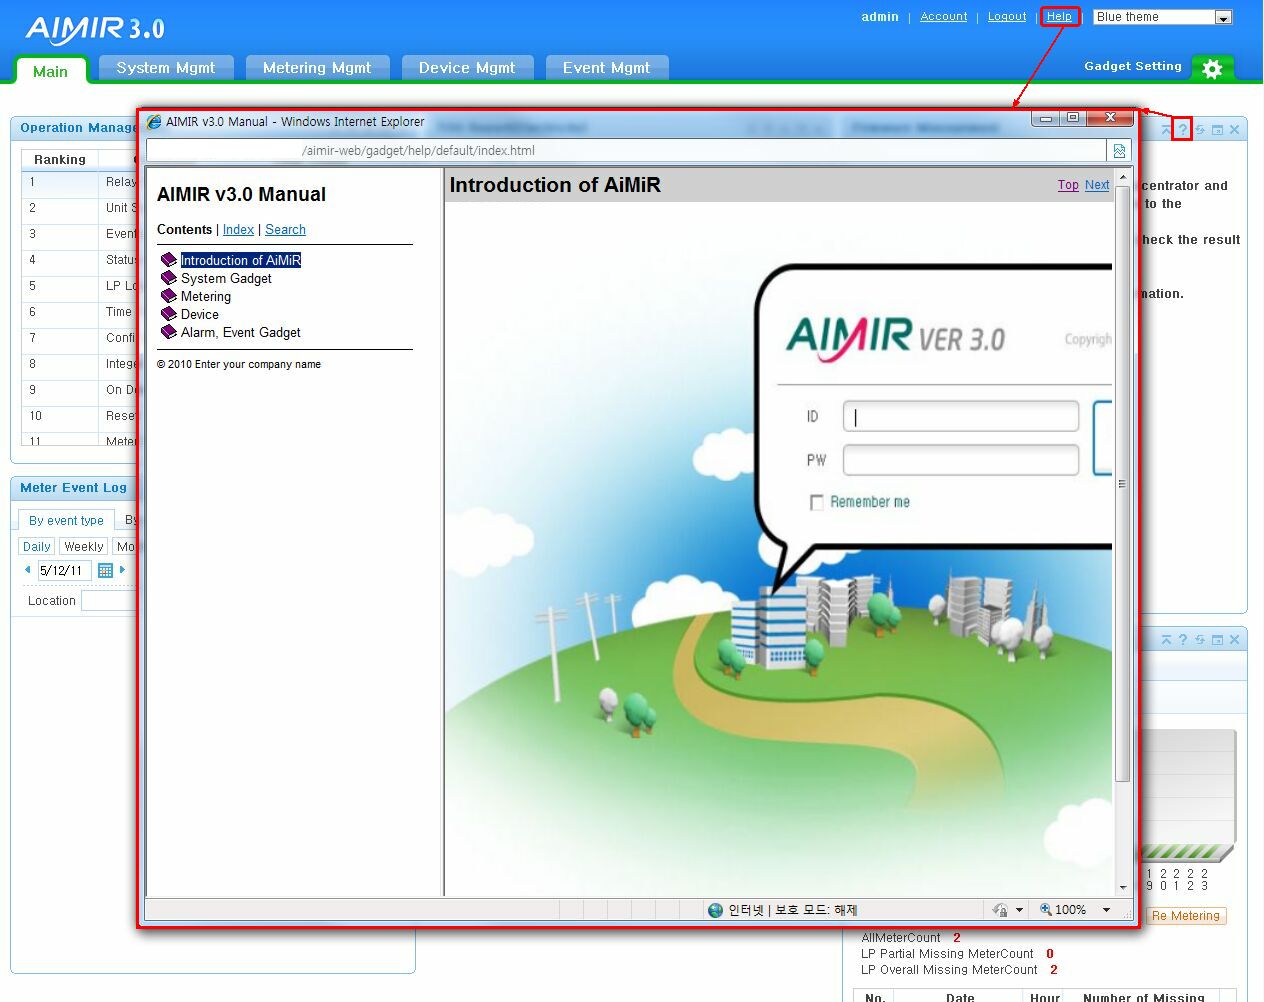 AIMIR 3.0
admin | Account | Logout | Help | Blue theme
Main System Mgmt Metering Mgmt Device Mgmt Event Mgmt
Gadget Setting
Operation Manage
Ranking
1 Relay
2 Unit S
3 Event
4 Status
5 LP Lo
6 Time
7 Confi
8 Intege
9 On De
10 Reset
11 Meter
Meter Event Log
By event type By
Daily Weekly Mo
5/12/11
Location
AIMIR v3.0 Manual - Windows Internet Explorer
/aimir-web/gadget/help/default/index.html
AIMIR v3.0 Manual
Contents | Index | Search
Introduction of AiMiR
System Gadget
Metering
Device
Alarm, Event Gadget
© 2010 Enter your company name
Introduction of AiMiR
Top Next
AIMIR VER 3.0
Copyrigh
ID
PW
Remember me
인터넷 | 보호 모드: 해제
100%
centrator and
to the
heck the result
mation.
1 2 2 2 2
9 0 1 2 3
Re Metering
AllMeterCount 2
LP Partial Missing MeterCount 0
LP Overall Missing MeterCount 2
No. Date Hour Number of Missing